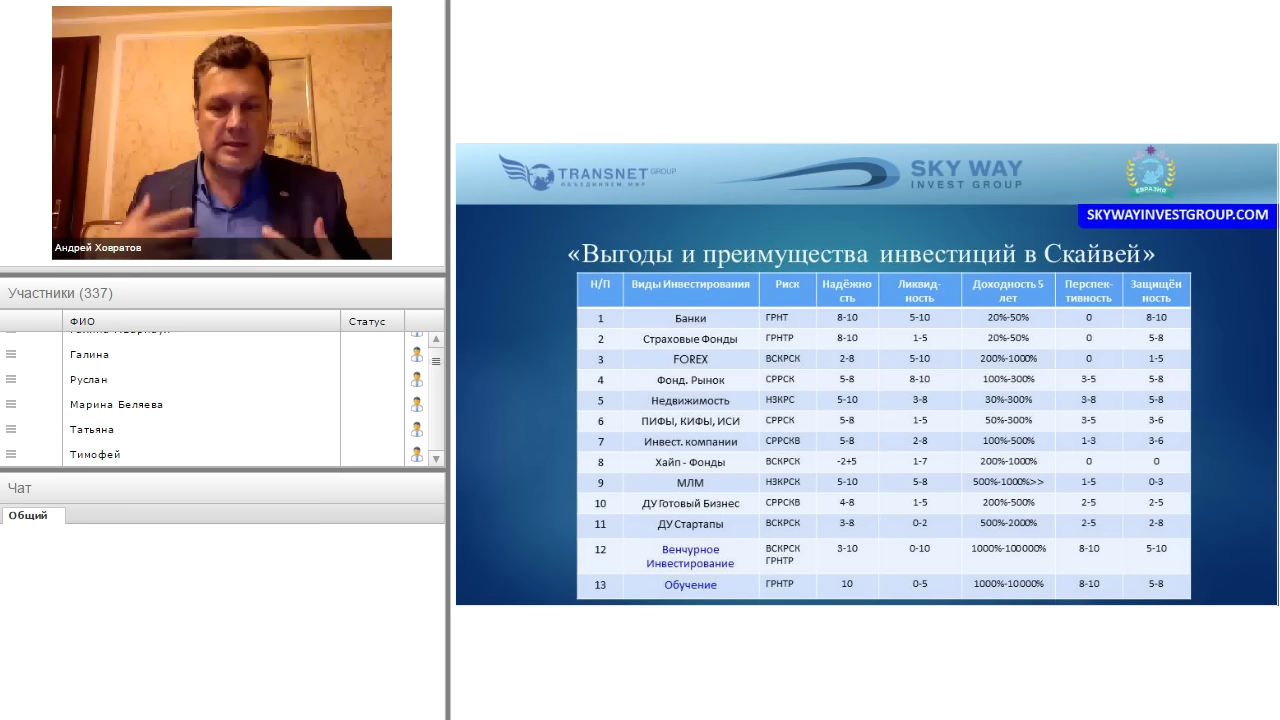 Андрей Ховратов
Участники (337)
ФИО Статус
Галина
Руслан
Марина Беляева
Татьяна
Тимофей
Чат
Общий
TRANSNET GROUP
ОБЪЕДИНЯЕМ МИР
SKY WAY
INVEST GROUP
ЕВРАЗИЯ
SKYWAYINVESTGROUP.COM
«Выгоды и преимущества инвестиций в Скайвей»
Н/П Виды Инвестирования Риск Надёжно Ликвид- Доходность 5 Перспек- Защищён
сть ность лет тивность ность
1 Банки ГРНТ 8-10 5-10 20%-50% 0 8-10
2 Страховые Фонды ГРНТР 8-10 1-5 20%-50% 0 5-8
3 FOREX ВСКРСК 2-8 5-10 200%-1000% 0 1-5
4 Фонд. Рынок СРРСК 5-8 8-10 100%-300% 3-5 5-8
5 Недвижимость НЗКРС 5-10 3-8 30%-300% 3-8 5-8
6 ПИФЫ, КИФЫ, ИСИ СРРСК 5-8 1-5 50%-300% 3-5 3-6
7 Инвест. компании СРРСКВ 5-8 2-8 100%-500% 1-3 3-6
8 Хайп - Фонды ВСКРСК -2+5 1-7 200%-1000% 0 0
9 МЛМ НЗКРСК 5-10 5-8 500%-1000%>> 1-5 0-3
10 ДУ Готовый Бизнес СРРСКВ 4-8 1-5 200%-500% 2-5 2-5
11 ДУ Стартапы ВСКРСК 3-8 0-2 500%-2000% 2-5 2-8
12 Венчурное ВСКРСК 3-10 0-10 1000%-100000% 8-10 5-10
Инвестирование ГРНТР
13 Обучение ГРНТР 10 0-5 1000%-10000% 8-10 5-8